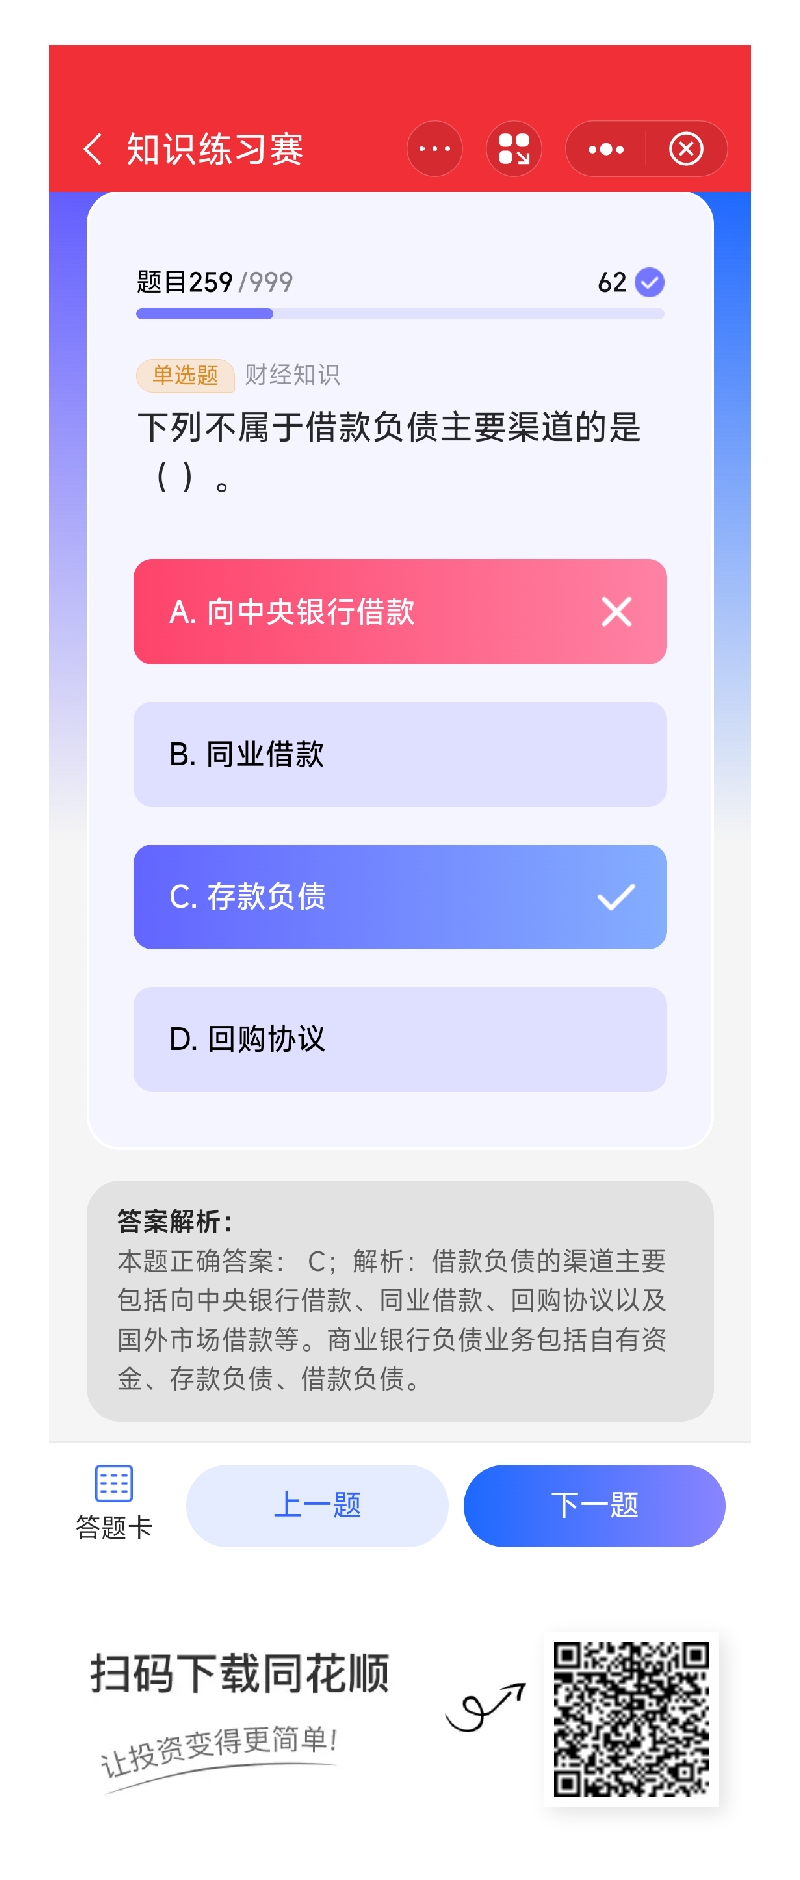 知识练习赛
题目259/999
62
单选题 财经知识
下列不属于借款负债主要渠道的是
（ ）。
A. 向中央银行借款
B. 同业借款
C. 存款负债
D. 回购协议
答案解析：
本题正确答案： C；解析：借款负债的渠道主要
包括向中央银行借款、同业借款、回购协议以及
国外市场借款等。商业银行负债业务包括自有资
金、存款负债、借款负债。
答题卡
上一题
下一题
扫码下载同花顺
让投资变得更简单!